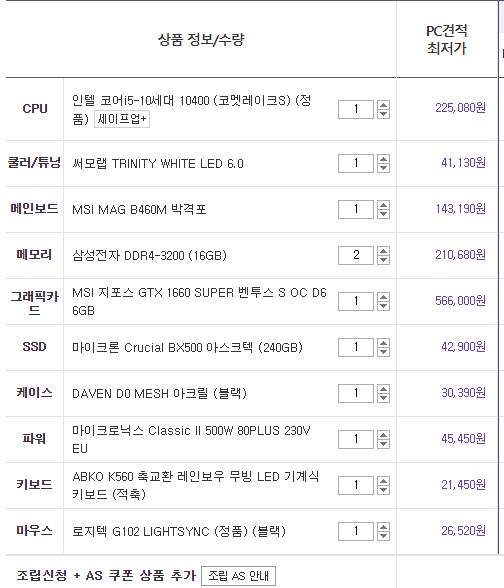 상품 정보/수량
PC견적
최저가
CPU
인텔 코어i5-10세대 10400 (코멧레이크S) (정
품) 세이프업+
1
225,080원
쿨러/튜닝
써모랩 TRINITY WHITE LED 6.0
1
41,130원
메인보드
MSI MAG B460M 박격포
1
143,190원
메모리
삼성전자 DDR4-3200 (16GB)
2
210,680원
그래픽카
드
MSI 지포스 GTX 1660 SUPER 벤투스 S OC D6
6GB
1
566,000원
SSD
마이크론 Crucial BX500 아스크텍 (240GB)
1
42,900원
케이스
DAVEN D0 MESH 아크릴 (블랙)
1
30,390원
파워
마이크로닉스 Classic II 500W 80PLUS 230V
EU
1
45,450원
키보드
ABKO K560 축교환 레인보우 무빙 LED 기계식
키보드 (적축)
1
21,450원
마우스
로지텍 G102 LIGHTSYNC (정품) (블랙)
1
26,520원
조립신청 + AS 쿠폰 상품 추가 조립 AS 안내